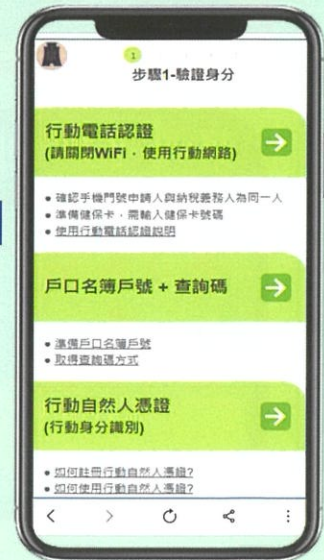 1
步驟1-驗證身分
行動電話認證
(請關閉WiFi，使用行動網路)
• 確認手機門號申請人與納稅義務人為同一人
• 準備健保卡，需輸入健保卡號碼
• 使用行動電話認證說明
戶口名簿戶號 + 查詢碼
• 準備戶口名簿戶號
• 取得查詢碼方式
行動自然人憑證
(行動身分識別)
• 如何註冊行動自然人憑證?
• 如何使用行動自然人憑證?